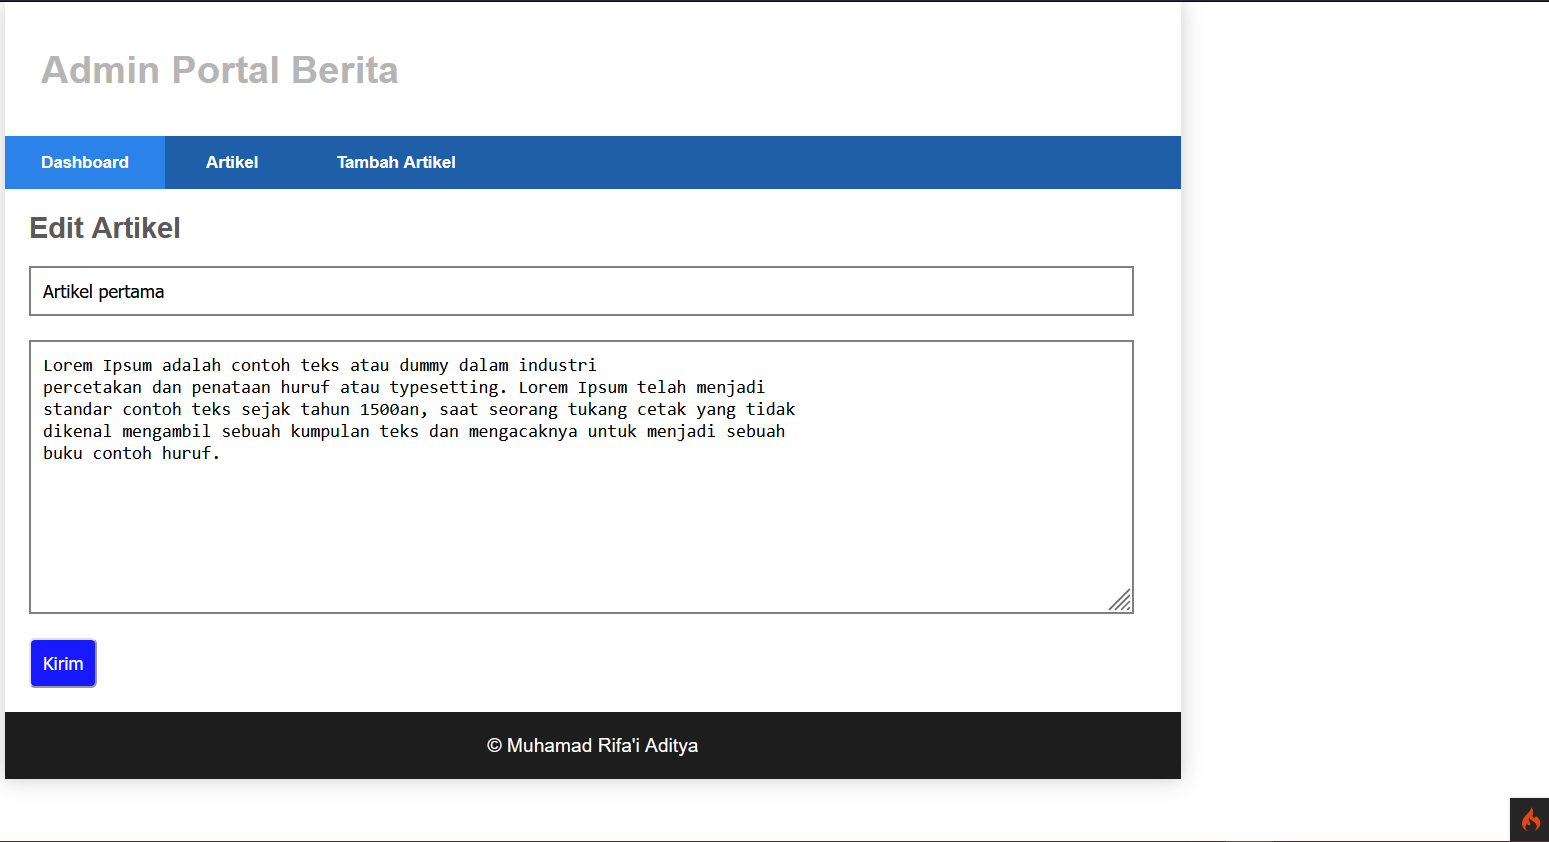 Admin Portal Berita
Dashboard Artikel Tambah Artikel
Edit Artikel
Artikel pertama
Lorem Ipsum adalah contoh teks atau dummy dalam industri
percetakan dan penataan huruf atau typesetting. Lorem Ipsum telah menjadi
standar contoh teks sejak tahun 1500an, saat seorang tukang cetak yang tidak
dikenal mengambil sebuah kumpulan teks dan mengacaknya untuk menjadi sebuah
buku contoh huruf.
Kirim
© Muhamad Rifa'i Aditya